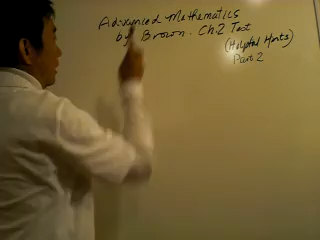 Advanced Mathematics
by Brown. Ch.2 Test
(Helpful Hints)
Part 2